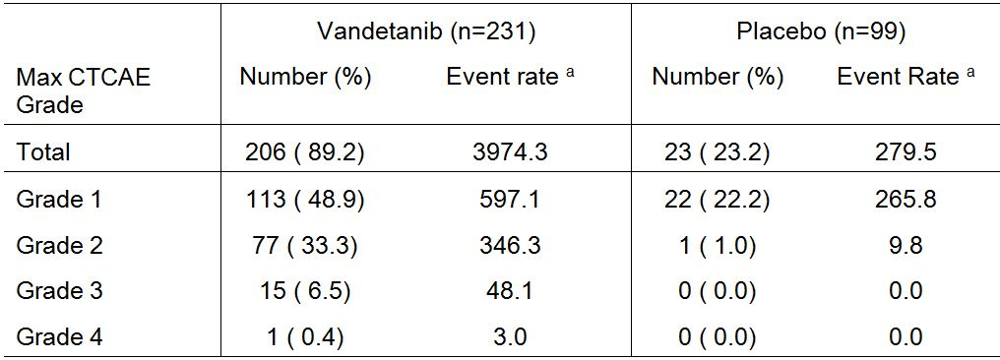 Vandetanib (n=231) Placebo (n=99)
Max CTCAE Grade Number (%) Event rate a Number (%) Event Rate a
Total 206 ( 89.2) 3974.3 23 ( 23.2) 279.5
Grade 1 113 ( 48.9) 597.1 22 ( 22.2) 265.8
Grade 2 77 ( 33.3) 346.3 1 ( 1.0) 9.8
Grade 3 15 ( 6.5) 48.1 0 ( 0.0) 0.0
Grade 4 1 ( 0.4) 3.0 0 ( 0.0) 0.0